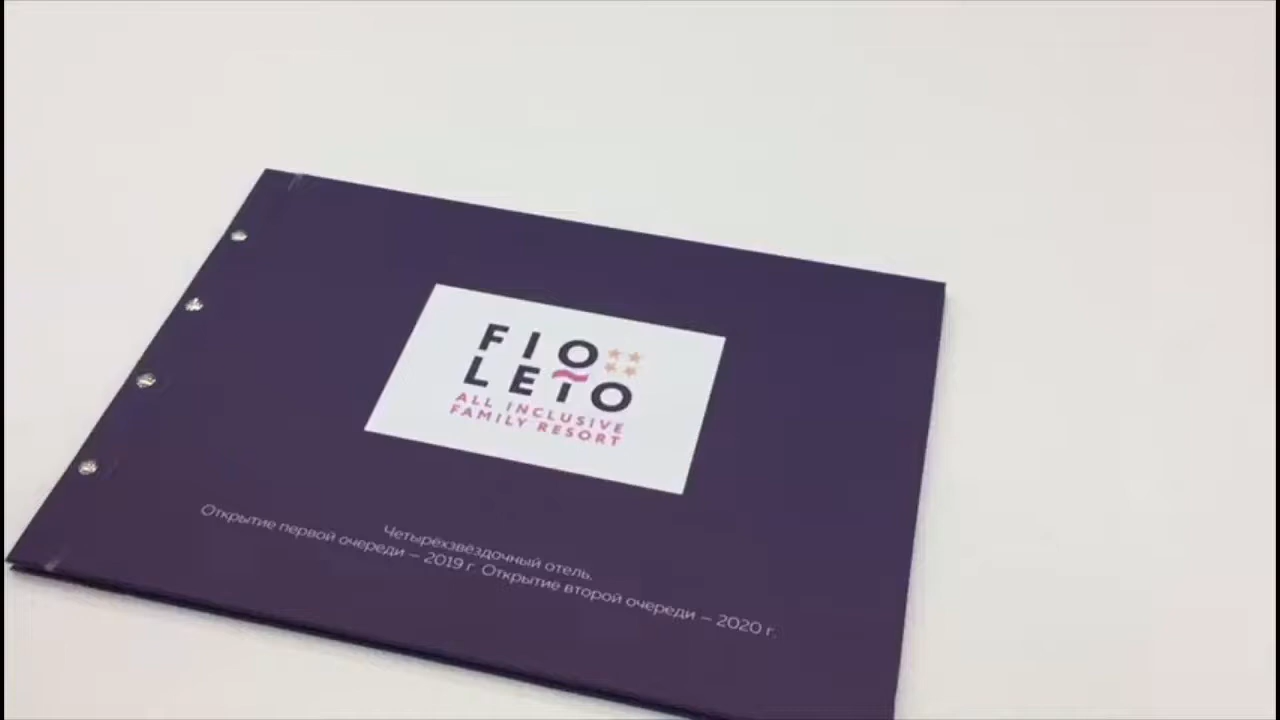 FIO
LETO
ALL INCLUSIVE
FAMILY RESORT
Четырёхзвёздочный отель.
Открытие первой очереди – 2019 г. Открытие второй очереди – 2020 г.